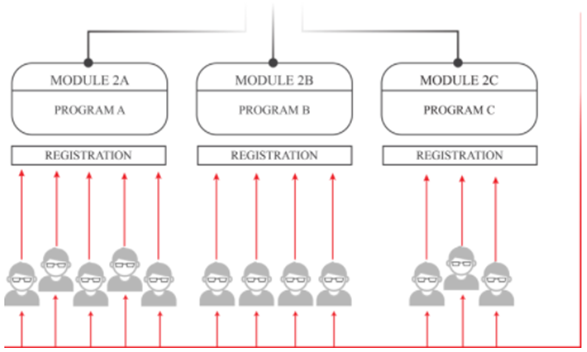 MODULE 2A
PROGRAM A
REGISTRATION
MODULE 2B
PROGRAM B
REGISTRATION
MODULE 2C
PROGRAM C
REGISTRATION